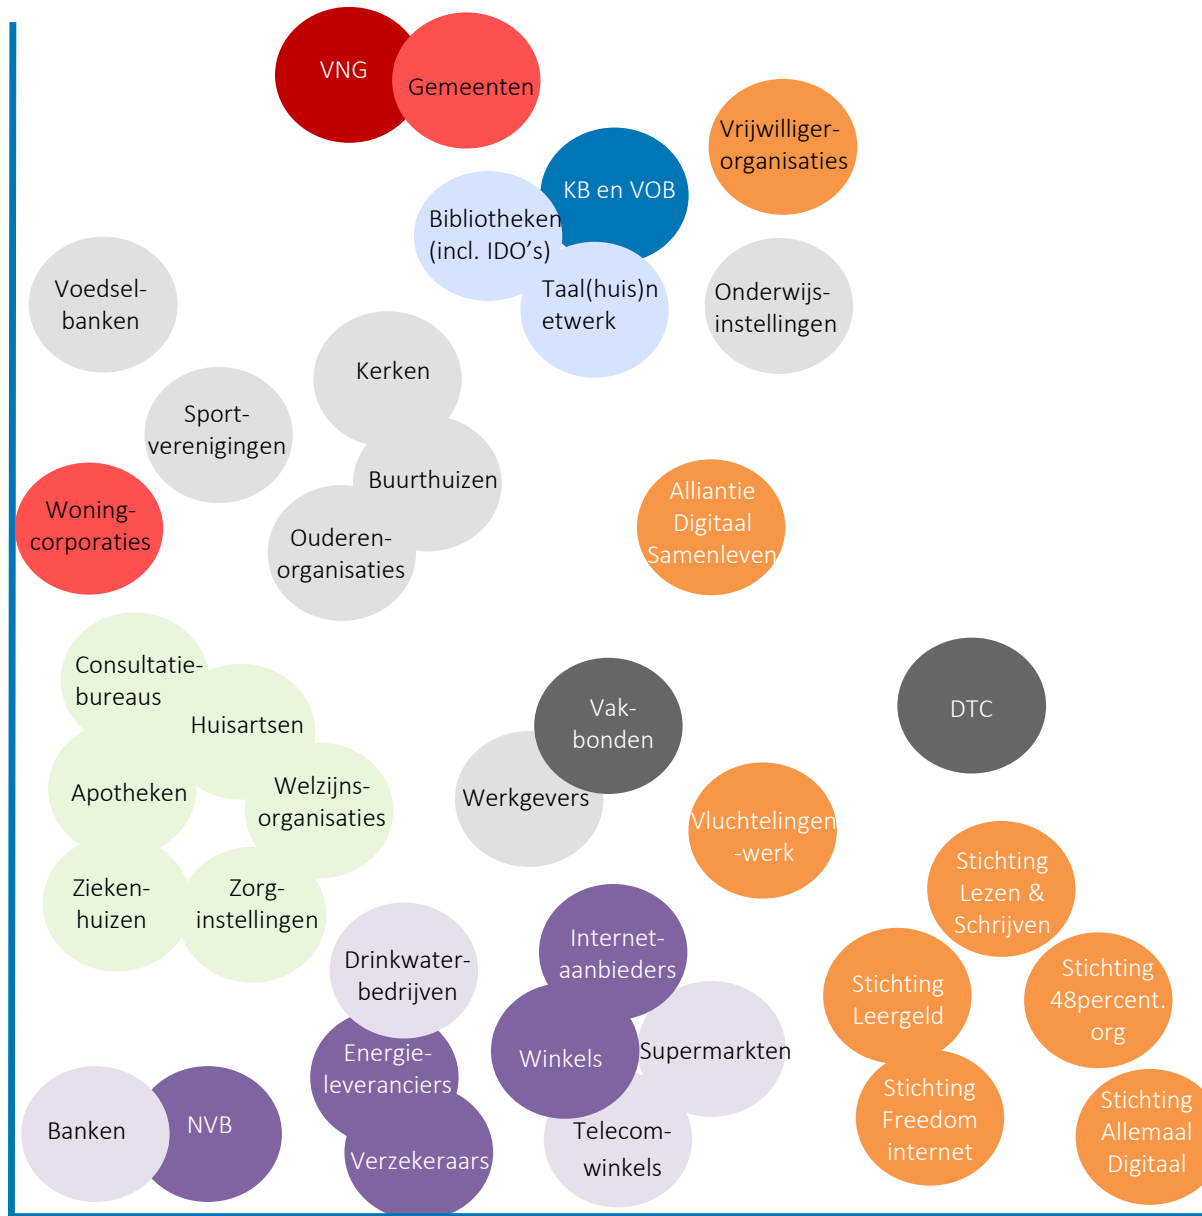 VNG
Gemeenten
Vrijwilliger-
organisaties
KB en VOB
Bibliotheken
(incl. IDO’s)
Taal(huis)n
etwerk
Onderwijs-
instellingen
Voedsel-
banken
Kerken
Sport-
verenigingen
Buurthuizen
Woning-
corporaties
Ouderen-
organisaties
Alliantie
Digitaal
Samenleven
Consultatie-
bureaus
Huisartsen
Apotheken
Welzijns-
organisaties
Zieken-
huizen
Zorg-
instellingen
Vak-
bonden
Werkgevers
DTC
Vluchtelingen
-werk
Stichting
Lezen &
Schrijven
Stichting
Leergeld
Stichting
48percent.
org
Stichting
Freedom
internet
Stichting
Allemaal
Digitaal
Drinkwater-
bedrijven
Energie-
leveranciers
Verzekeraars
Internet-
aanbieders
Winkels
Supermarkten
Telecom-
winkels
Banken
NVB